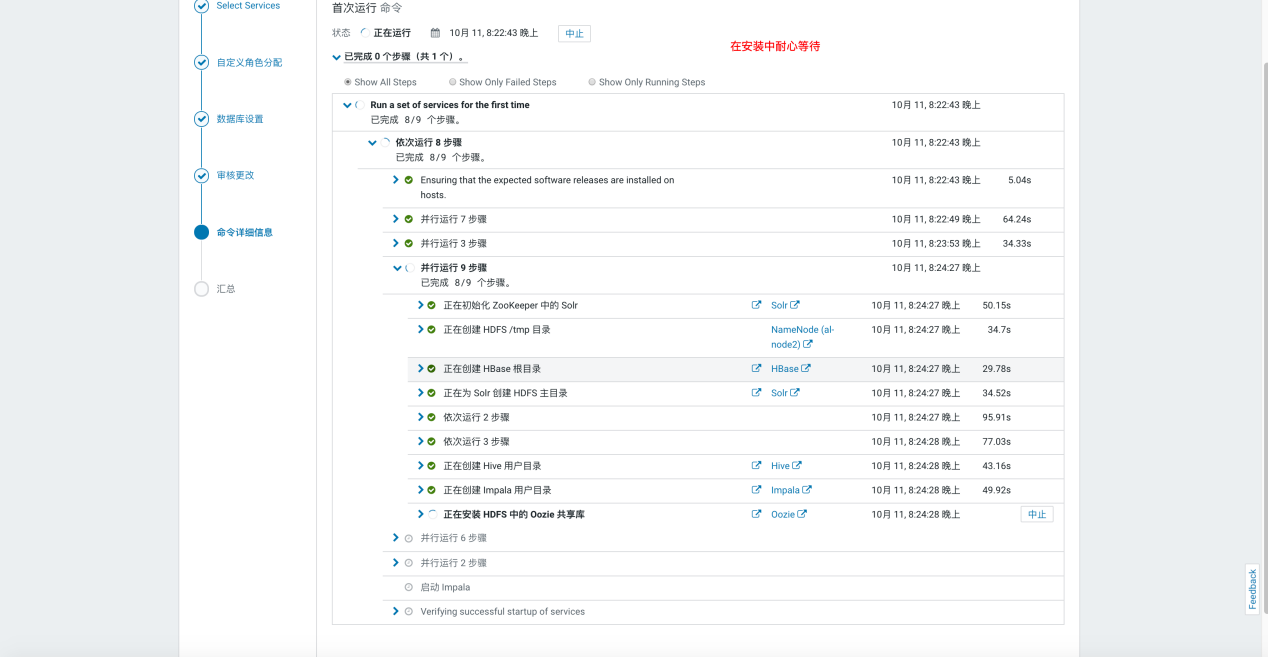 Select Services
自定义角色分配
数据库设置
审核更改
命令详细信息
汇总
首次运行 命令
状态 正在运行 10月 11, 8:22:43 晚上 中止
在安装中耐心等待
已完成 0 个步骤（共 1 个）。
Show All Steps Show Only Failed Steps Show Only Running Steps
Run a set of services for the first time 10月 11, 8:22:43 晚上
已完成 8/9 个步骤。
依次运行 8 步骤 10月 11, 8:22:43 晚上
已完成 8/9 个步骤。
Ensuring that the expected software releases are installed on 10月 11, 8:22:43 晚上 5.04s
hosts.
并行运行 7 步骤 10月 11, 8:22:49 晚上 64.24s
并行运行 3 步骤 10月 11, 8:23:53 晚上 34.33s
并行运行 9 步骤 10月 11, 8:24:27 晚上
已完成 8/9 个步骤。
正在初始化 ZooKeeper 中的 Solr Solr 10月 11, 8:24:27 晚上 50.15s
正在创建 HDFS /tmp 目录 NameNode (al- 10月 11, 8:24:27 晚上 34.7s
node2)
正在创建 HBase 根目录 HBase 10月 11, 8:24:27 晚上 29.78s
正在为 Solr 创建 HDFS 主目录 Solr 10月 11, 8:24:27 晚上 34.52s
依次运行 2 步骤 10月 11, 8:24:27 晚上 95.91s
依次运行 3 步骤 10月 11, 8:24:28 晚上 77.03s
正在创建 Hive 用户目录 Hive 10月 11, 8:24:28 晚上 43.16s
正在创建 Impala 用户目录 Impala 10月 11, 8:24:28 晚上 49.92s
正在安装 HDFS 中的 Oozie 共享库 Oozie 10月 11, 8:24:28 晚上 中止
并行运行 6 步骤
并行运行 2 步骤
启动 Impala
Verifying successful startup of services
Feedback